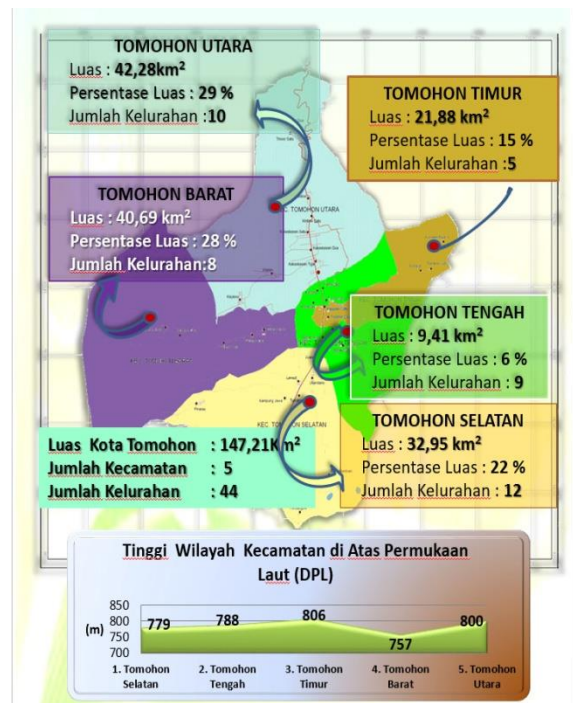 TOMOHON UTARA
Luas : 42,28km²
Persentase Luas : 29 %
Jumlah Kelurahan :10
TOMOHON TIMUR
Luas : 21,88 km²
Persentase Luas : 15 %
Jumlah Kelurahan :5
TOMOHON BARAT
Luas : 40,69 km²
Persentase Luas : 28 %
Jumlah Kelurahan:8
C. TOMOHON UTARA
TOMOHON TENGAH
Luas : 9,41 km²
Persentase Luas : 6 %
Jumlah Kelurahan : 9
KEC. TOMOHON SELATAN
TOMOHON SELATAN
Luas : 32,95 km²
Persentase Luas : 22 %
Jumlah Kelurahan : 12
Luas Kota Tomohon : 147,21Km²
Jumlah Kecamatan : 5
Jumlah Kelurahan : 44
Tinggi Wilayah Kecamatan di Atas Permukaan
Laut (DPL)
(m)
850
800
750
700
779
788
806
757
800
1. Tomohon
Selatan
2. Tomohon
Tengah
3. Tomohon
Timur
4. Tomohon
Barat
5. Tomohon
Utara